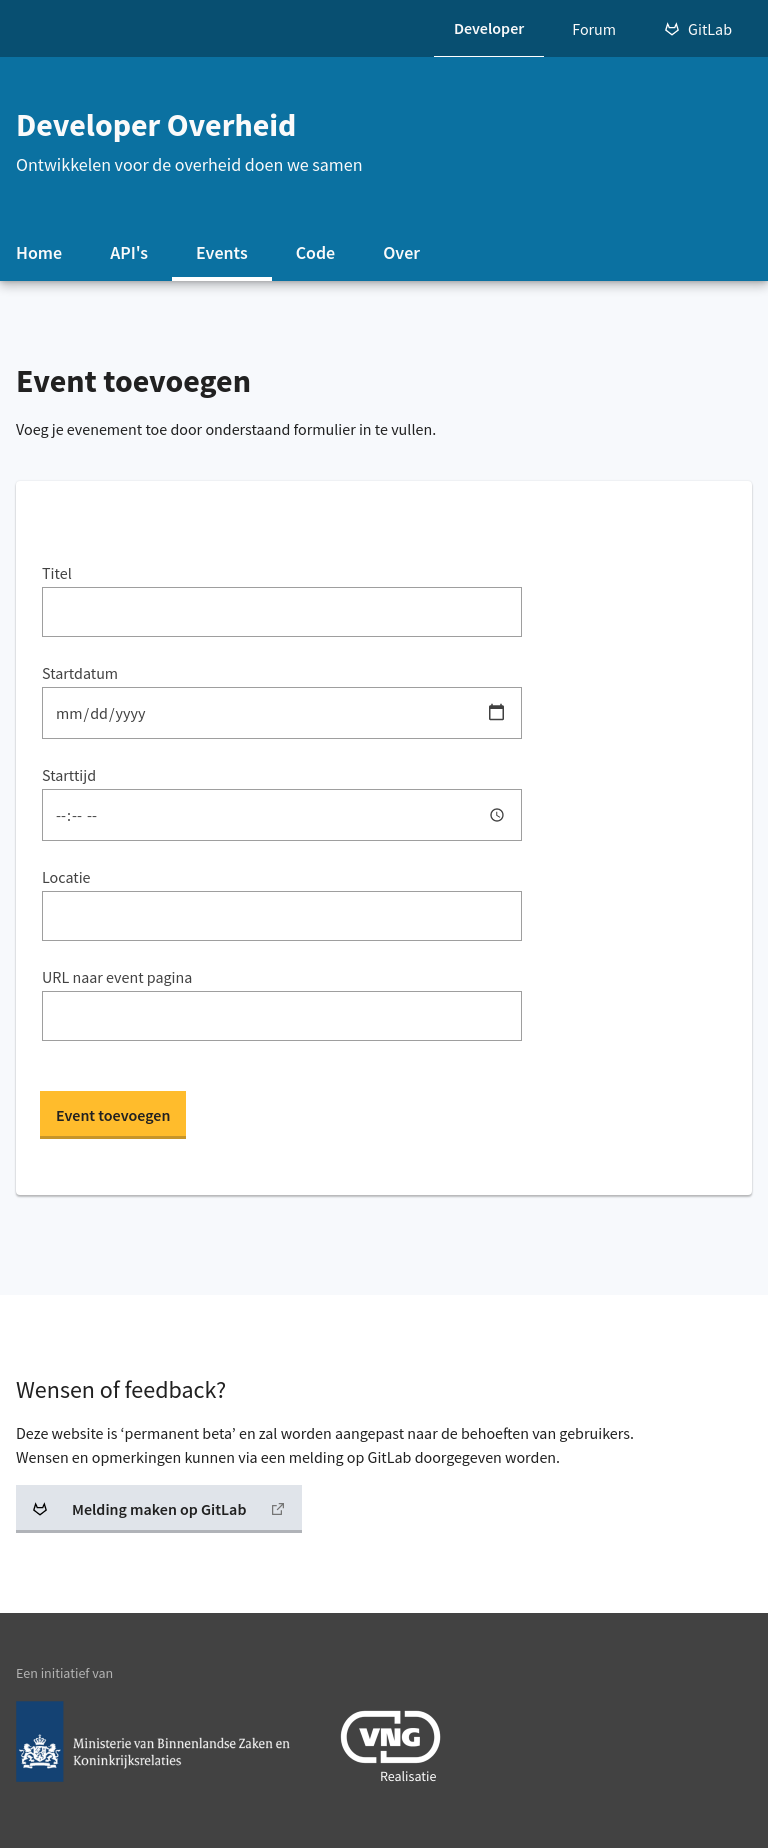 Developer
Forum
GitLab
Developer Overheid
Ontwikkelen voor de overheid doen we samen
Home
API's
Events
Code
Over
Event toevoegen
Voeg je evenement toe door onderstaand formulier in te vullen.
Titel
Startdatum
mm/dd/yyyy
Starttijd
--:-- --
Locatie
URL naar event pagina
Event toevoegen
Wensen of feedback?
Deze website is ‘permanent beta’ en zal worden aangepast naar de behoeften van gebruikers.
Wensen en opmerkingen kunnen via een melding op GitLab doorgegeven worden.
Melding maken op GitLab
Een initiatief van
Ministerie van Binnenlandse Zaken en
Koninkrijksrelaties
VNG
Realisatie